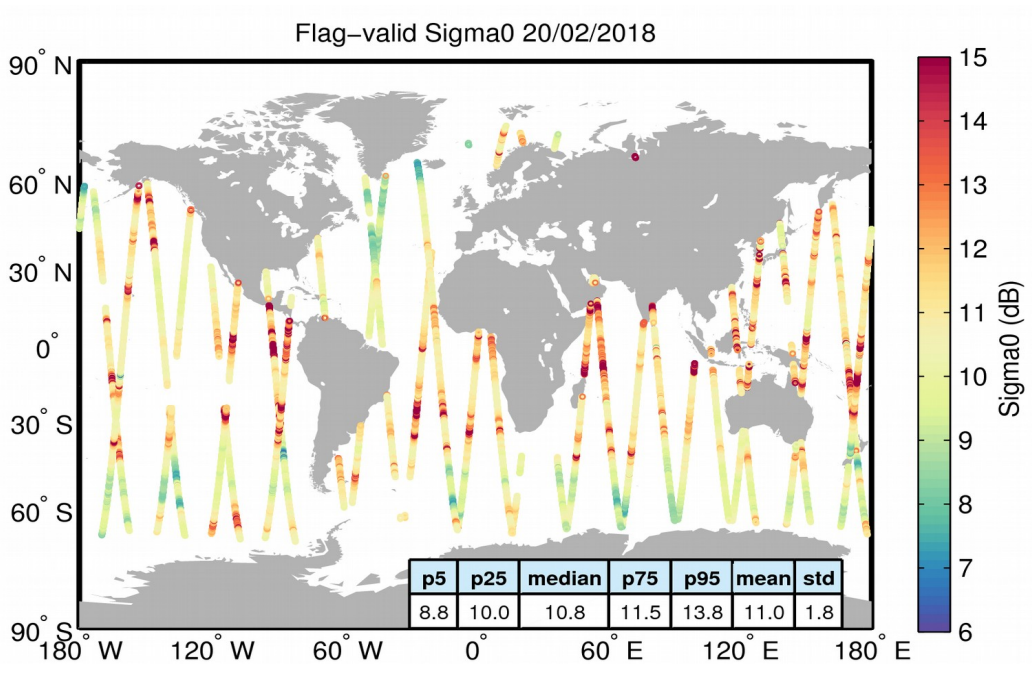 Flag−valid Sigma0 20/02/2018
90° N
60° N
30° N
0°
30° S
60° S
90° S
180° W
120° W
60° W
0°
60° E
120° E
180° E
p5 p25 median p75 p95 mean std
8.8 10.0 10.8 11.5 13.8 11.0 1.8
15
14
13
12
11
10
9
8
7
6
Sigma0 (dB)